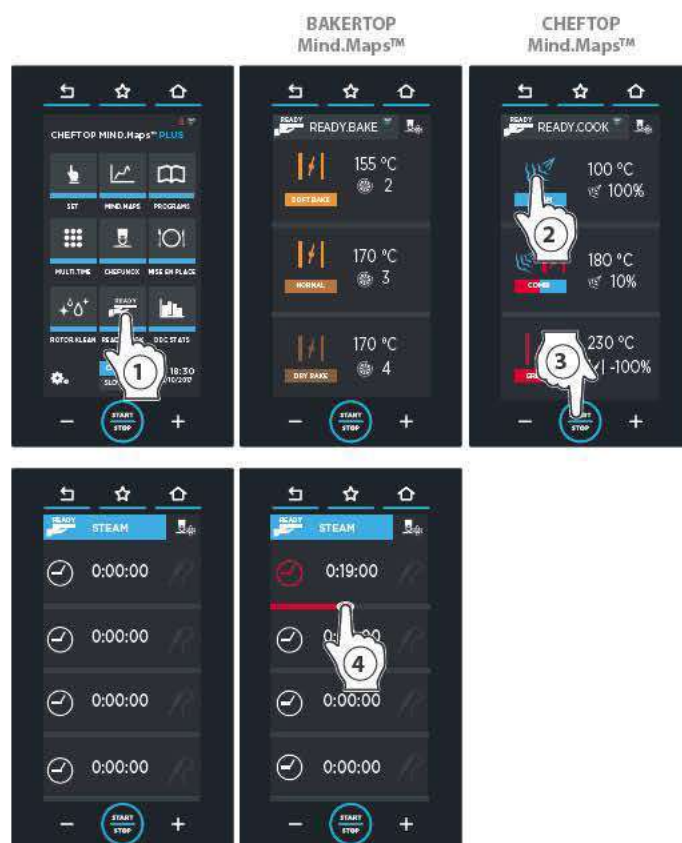 BAKERTOP
Mind.Maps™
CHEFTOP
Mind.Maps™
CHEFTOP MIND.Maps™ PLUS
SET
MIND.MAPS
PROGRAMS
MULTI.TIME
CHEFUNOX
MISE EN PLACE
ROTOR.KLEAN
READY
DDC.STATS
1
18:30
/10/2017
START
STOP
READY
READY.BAKE
155 °C
2
SOFT BAKE
170 °C
3
NORMAL
170 °C
4
DRY BAKE
START
STOP
READY
READY.COOK
100 °C
100%
2
180 °C
10%
COMBI
230 °C
-100%
3
START
STOP
READY
STEAM
0:00:00
0:00:00
0:00:00
0:00:00
START
STOP
READY
STEAM
0:19:00
4
0:00:00
0:00:00
START
STOP